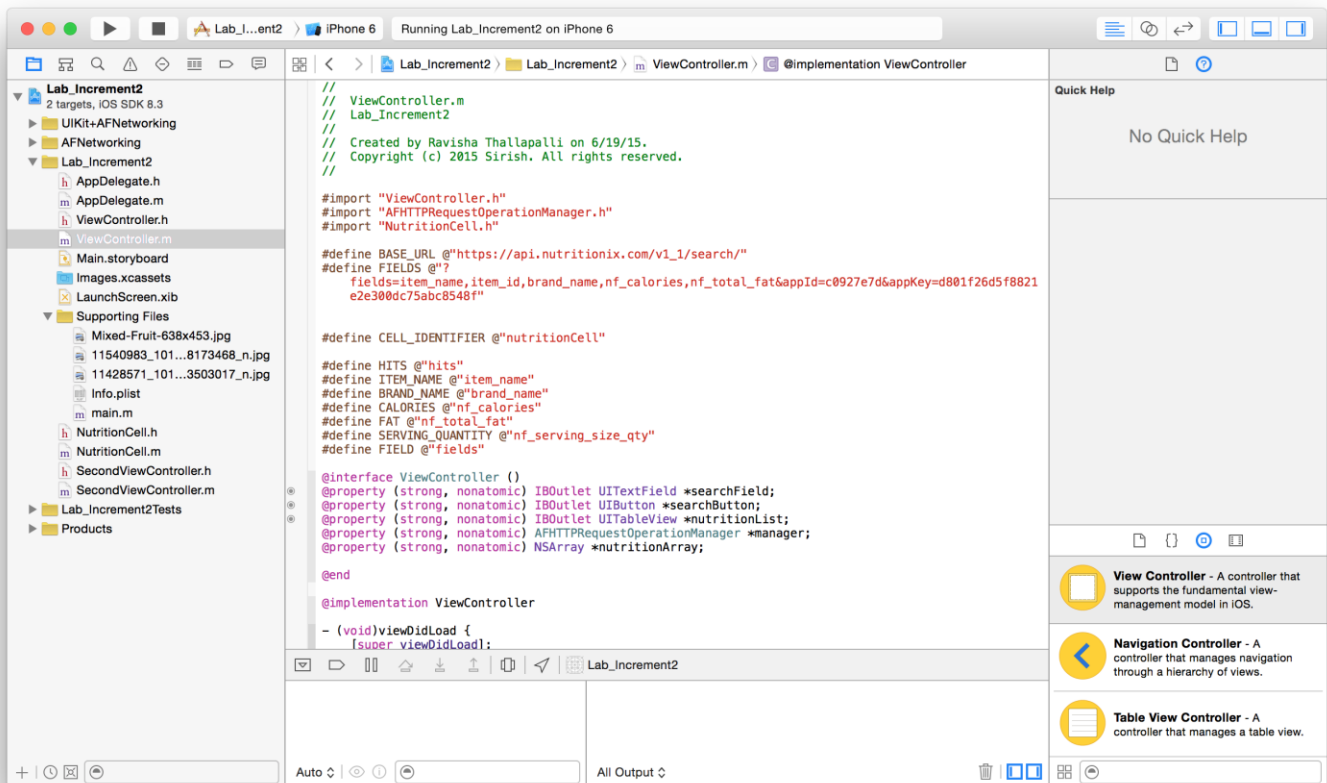 Lab_I...ent2 〉 iPhone 6
Running Lab_Increment2 on iPhone 6
Lab_Increment2 〉 Lab_Increment2 〉 m ViewController.m 〉 C @implementation ViewController
Lab_Increment2
2 targets, iOS SDK 8.3
UIKit+AFNetworking
AFNetworking
Lab_Increment2
h AppDelegate.h
m AppDelegate.m
h ViewController.h
m ViewController.m
Main.storyboard
Images.xcassets
LaunchScreen.xib
Supporting Files
Mixed-Fruit-638x453.jpg
11540983_101...8173468_n.jpg
11428571_101...3503017_n.jpg
Info.plist
m main.m
h NutritionCell.h
m NutritionCell.m
h SecondViewController.h
m SecondViewController.m
Lab_Increment2Tests
Products
//
//  ViewController.m
//  Lab_Increment2
//
//  Created by Ravisha Thallapalli on 6/19/15.
//  Copyright (c) 2015 Sirish. All rights reserved.
//
#import "ViewController.h"
#import "AFHTTPRequestOperationManager.h"
#import "NutritionCell.h"
#define BASE_URL @"https://api.nutritionix.com/v1_1/search/"
#define FIELDS @"?
fields=item_name,item_id,brand_name,nf_calories,nf_total_fat&appId=c0927e7d&appKey=d801f26d5f8821
e2e300dc75abc8548f"
#define CELL_IDENTIFIER @"nutritionCell"
#define HITS @"hits"
#define ITEM_NAME @"item_name"
#define BRAND_NAME @"brand_name"
#define CALORIES @"nf_calories"
#define FAT @"nf_total_fat"
#define SERVING_QUANTITY @"nf_serving_size_qty"
#define FIELD @"fields"
@interface ViewController ()
@property (strong, nonatomic) IBOutlet UITextField *searchField;
@property (strong, nonatomic) IBOutlet UIButton *searchButton;
@property (strong, nonatomic) IBOutlet UITableView *nutritionList;
@property (strong, nonatomic) AFHTTPRequestOperationManager *manager;
@property (strong, nonatomic) NSArray *nutritionArray;
@end
@implementation ViewController
- (void)viewDidLoad {
[super viewDidLoad];
Lab_Increment2
Auto
All Output
Quick Help
No Quick Help
{}
View Controller - A controller that
supports the fundamental view-
management model in iOS.
Navigation Controller - A
controller that manages navigation
through a hierarchy of views.
Table View Controller - A
controller that manages a table view.